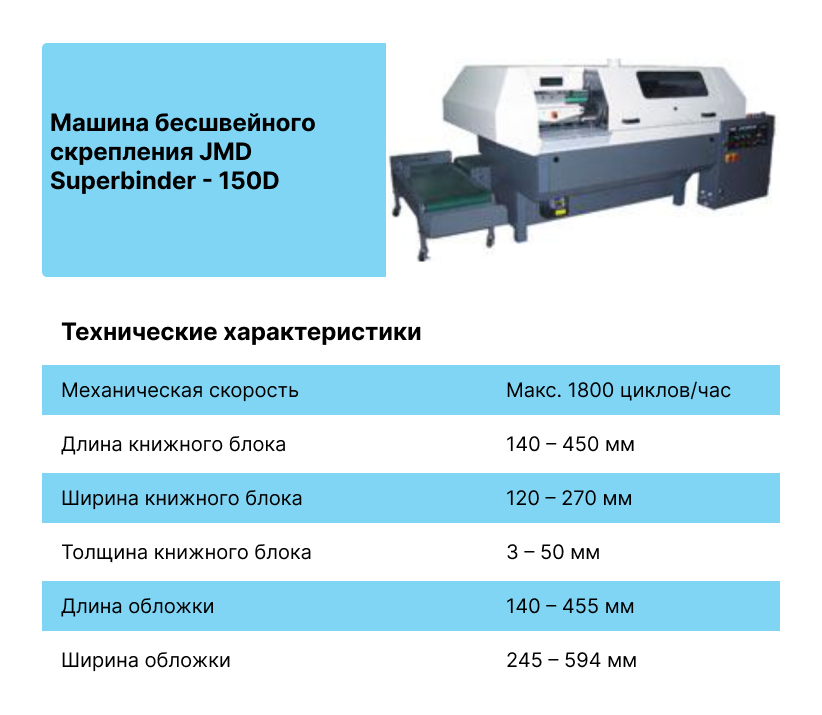 Машина бесшвейного
скрепления JMD
Superbinder - 150D
Технические характеристики
Механическая скорость Макс. 1800 циклов/час
Длина книжного блока 140 – 450 мм
Ширина книжного блока 120 – 270 мм
Толщина книжного блока 3 – 50 мм
Длина обложки 140 – 455 мм
Ширина обложки 245 – 594 мм